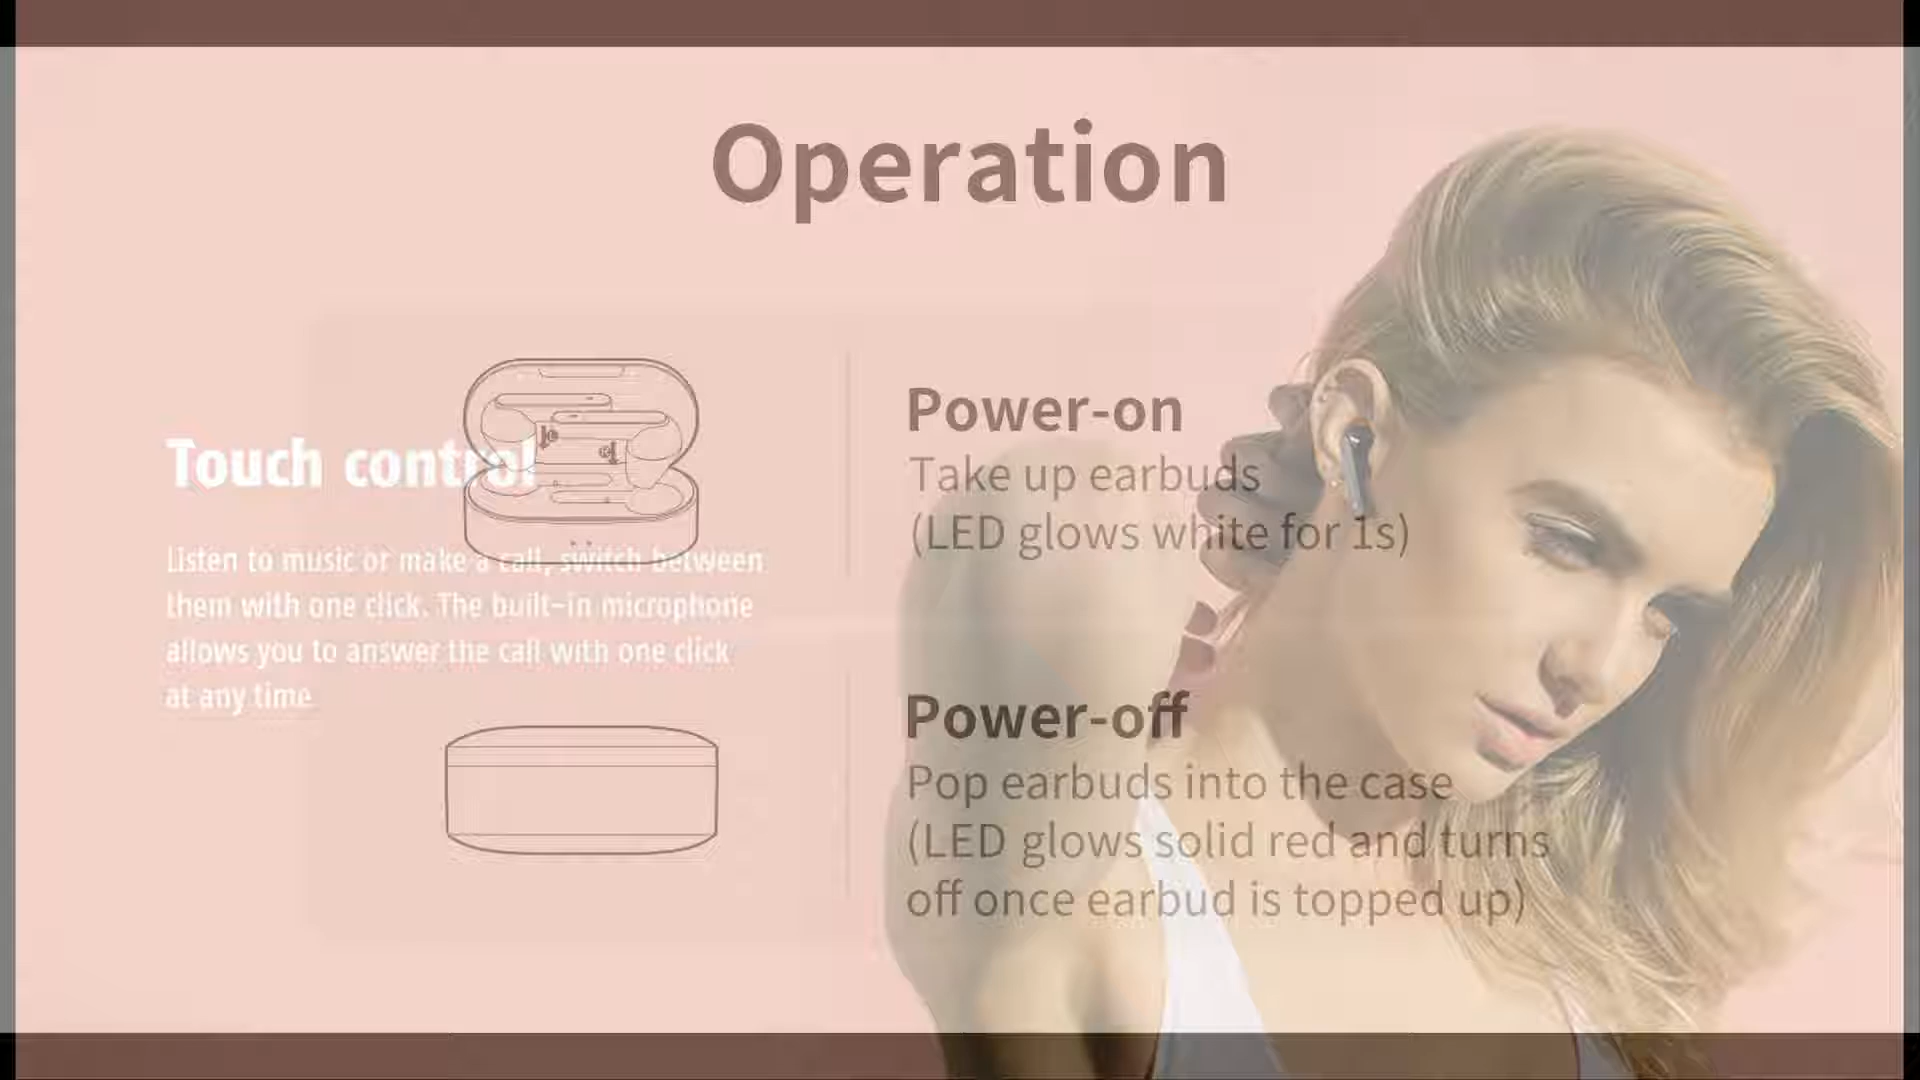 Operation
Touch control
Listen to music or make a call, switch between
them with one click. The built-in microphone
allows you to answer the call with one click
at any time
Power-on
Take up earbuds
(LED glows white for 1s)
Power-off
Pop earbuds into the case
(LED glows solid red and turns
off once earbud is topped up)